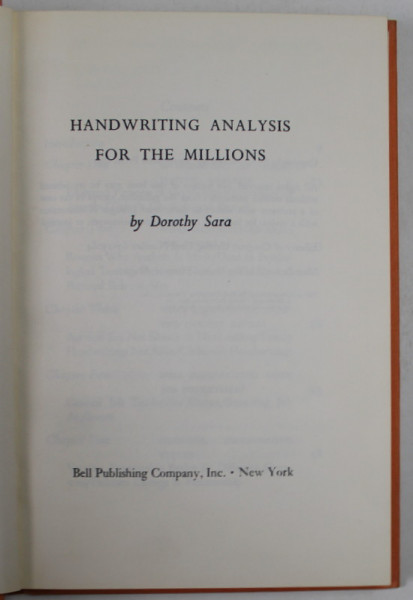 HANDWRITING ANALYSIS
FOR THE MILLIONS
by Dorothy Sara
Bell Publishing Company, Inc. • New York